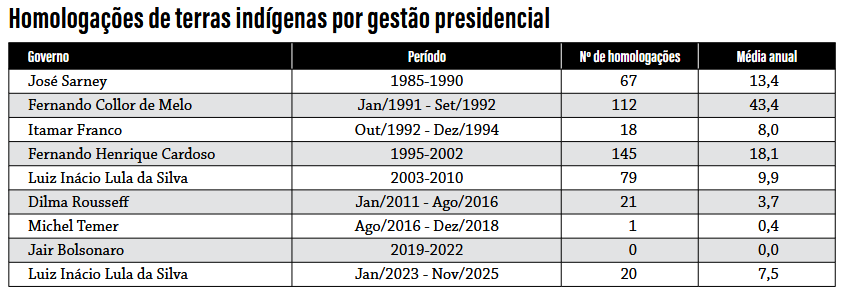 Homologações de terras indígenas por gestão presidencial
Governo Período Nº de homologações Média anual
José Sarney 1985-1990 67 13,4
Fernando Collor de Melo Jan/1991 - Set/1992 112 43,4
Itamar Franco Out/1992 - Dez/1994 18 8,0
Fernando Henrique Cardoso 1995-2002 145 18,1
Luiz Inácio Lula da Silva 2003-2010 79 9,9
Dilma Rousseff Jan/2011 - Ago/2016 21 3,7
Michel Temer Ago/2016 - Dez/2018 1 0,4
Jair Bolsonaro 2019-2022 0 0,0
Luiz Inácio Lula da Silva Jan/2023 - Nov/2025 20 7,5